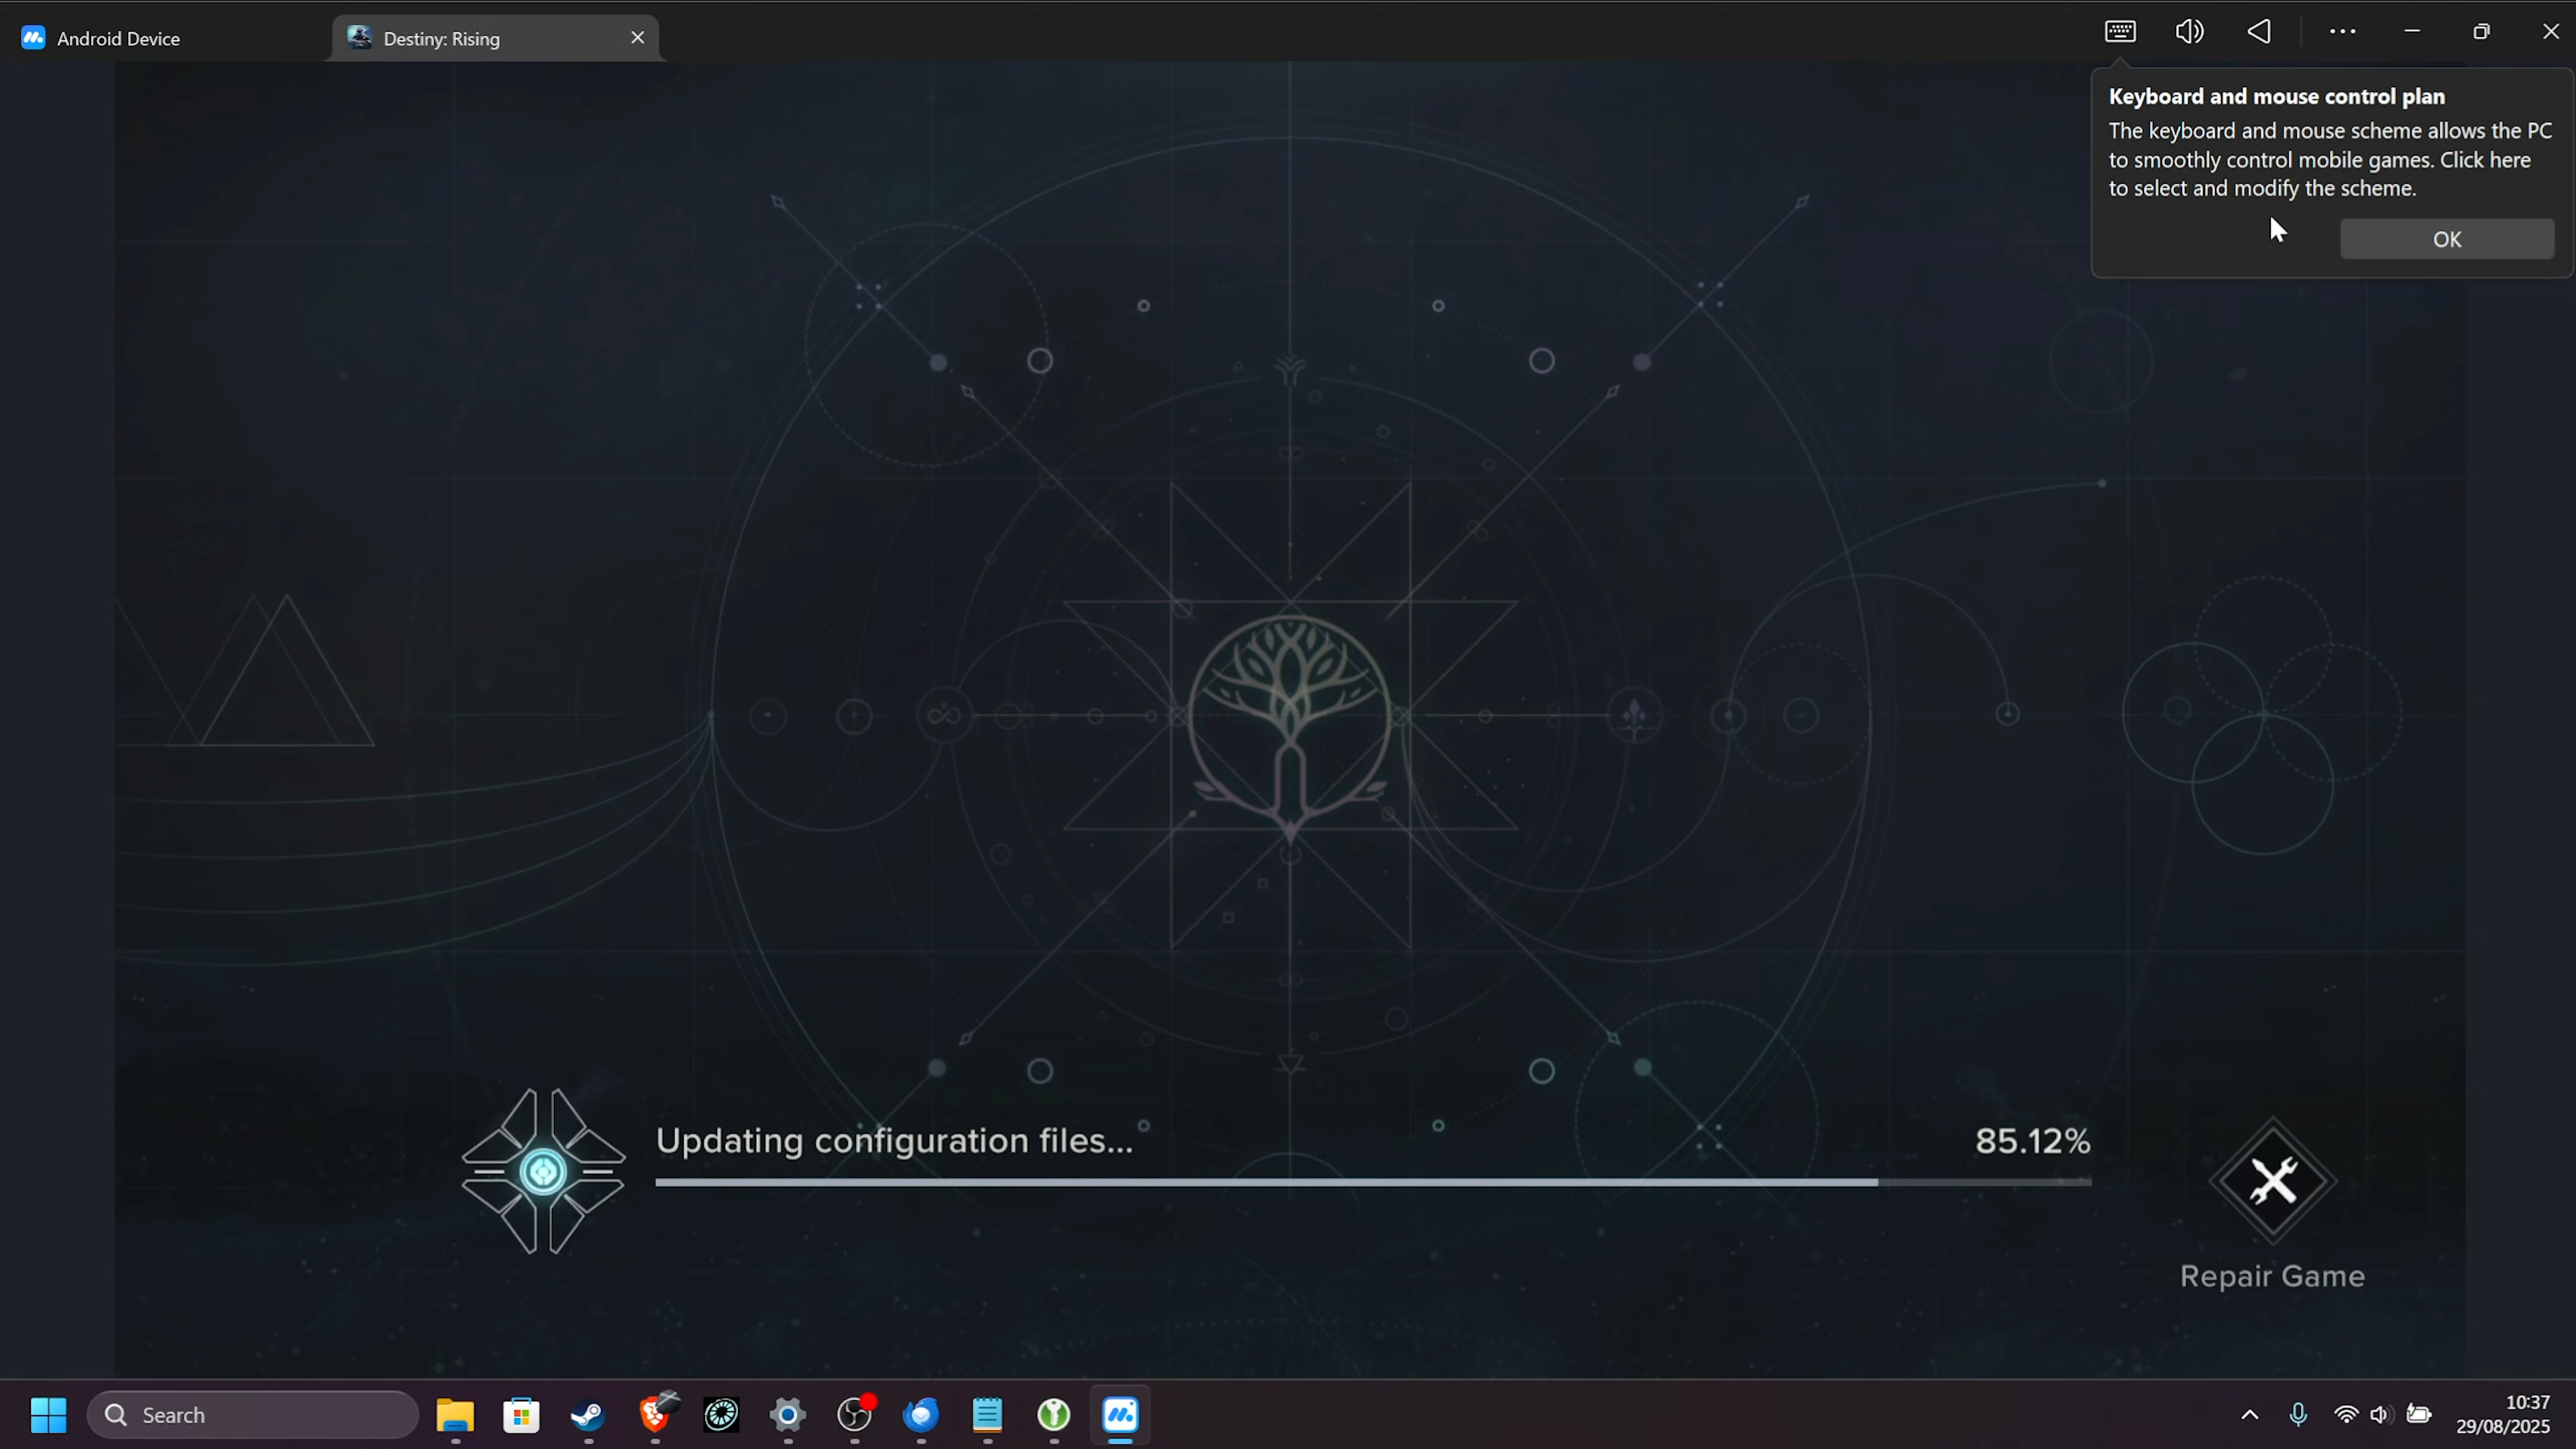 Android Device
Destiny: Rising
Keyboard and mouse control plan
The keyboard and mouse scheme allows the PC
to smoothly control mobile games. Click here
to select and modify the scheme.
OK
Updating configuration files...
85.12%
Repair Game
Search
10:37
29/08/2025